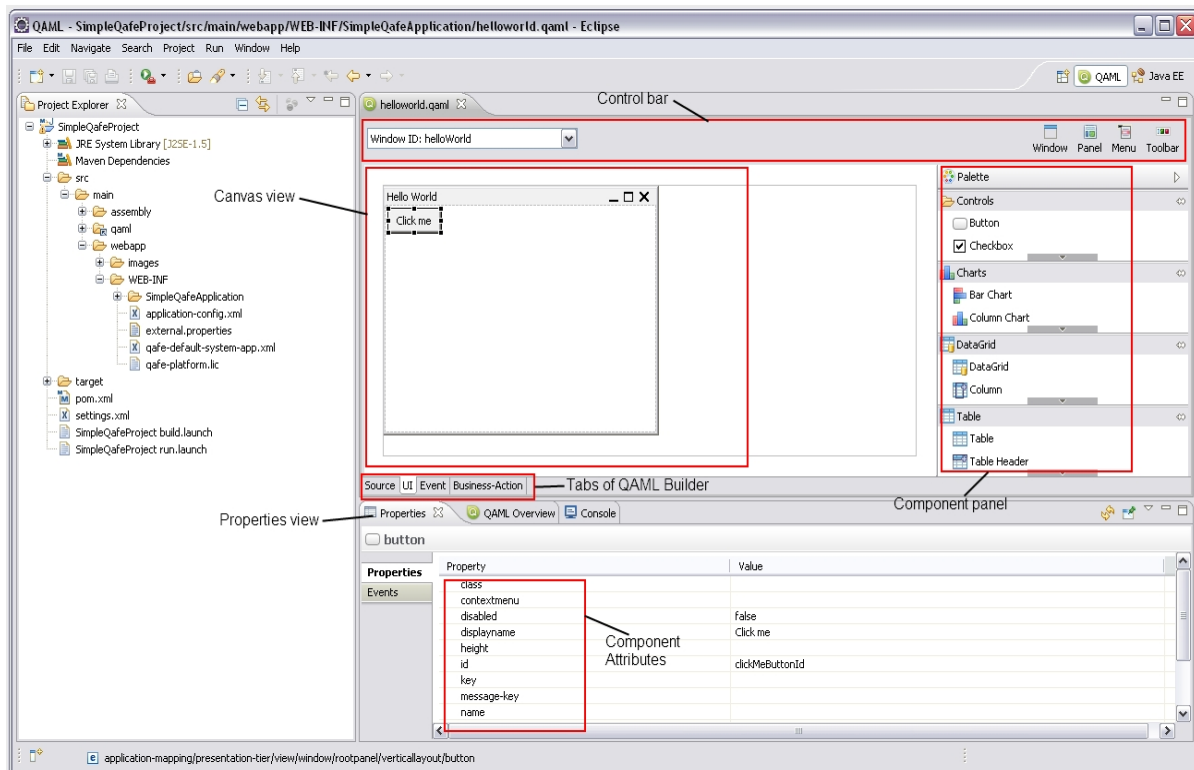 QAML - SimpleQafeProject/src/main/webapp/WEB-INF/SimpleQafeApplication/helloworld.qaml - Eclipse
File Edit Navigate Search Project Run Window Help
QAML Java EE
Project Explorer
SimpleQafeProject
JRE System Library [J2SE-1.5]
Maven Dependencies
src
main
assembly
qaml
webapp
images
WEB-INF
SimpleQafeApplication
application-config.xml
external.properties
qafe-default-system-app.xml
qafe-platform.lic
target
pom.xml
settings.xml
SimpleQafeProject build.launch
SimpleQafeProject run.launch
helloworld.qaml
Control bar
Window ID: helloWorld
Window Panel Menu Toolbar
Canvas view
Hello World
Click me
Palette
Controls
Button
Checkbox
Charts
Bar Chart
Column Chart
DataGrid
DataGrid
Column
Table
Table
Table Header
Component panel
Source UI Event Business-Action
Tabs of QAML Builder
Properties view
Properties QAML Overview Console
button
Properties
Events
Property Value
class
contextmenu
disabled false
displayname Click me
height
id clickMeButtonId
key
message-key
name
Component
Attributes
application-mapping/presentation-tier/view/window/rootpanel/verticallayout/button